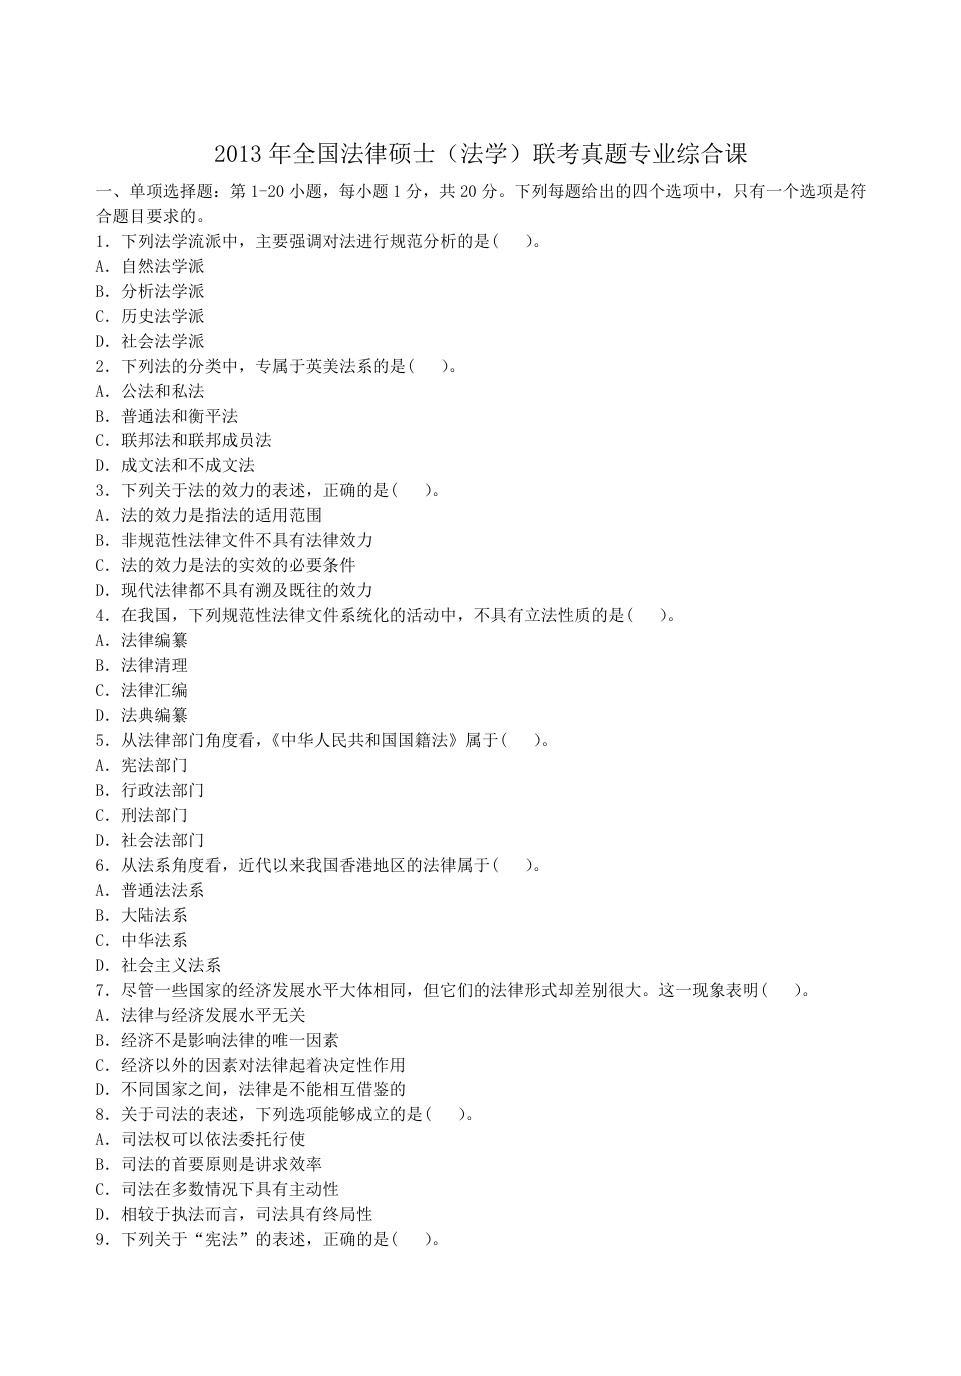 2013 年全国法律硕士（法学）联考真题专业综合课
一、单项选择题：第 1-20 小题，每小题 1 分，共 20 分。下列每题给出的四个选项中，只有一个选项是符
合题目要求的。
1．下列法学流派中，主要强调对法进行规范分析的是(   )。
A．自然法学派
B．分析法学派
C．历史法学派
D．社会法学派
2．下列法的分类中，专属于英美法系的是(   )。
A．公法和私法
B．普通法和衡平法
C．联邦法和联邦成员法
D．成文法和不成文法
3．下列关于法的效力的表述，正确的是(   )。
A．法的效力是指法的适用范围
B．非规范性法律文件不具有法律效力
C．法的效力是法的实效的必要条件
D．现代法律都不具有溯及既往的效力
4．在我国，下列规范性法律文件系统化的活动中，不具有立法性质的是(   )。
A．法律编纂
B．法律清理
C．法律汇编
D．法典编纂
5．从法律部门角度看，《中华人民共和国国籍法》属于(   )。
A．宪法部门
B．行政法部门
C．刑法部门
D．社会法部门
6．从法系角度看，近代以来我国香港地区的法律属于(   )。
A．普通法法系
B．大陆法系
C．中华法系
D．社会主义法系
7．尽管一些国家的经济发展水平大体相同，但它们的法律形式却差别很大。这一现象表明(   )。
A．法律与经济发展水平无关
B．经济不是影响法律的唯一因素
C．经济以外的因素对法律起着决定性作用
D．不同国家之间，法律是不能相互借鉴的
8．关于司法的表述，下列选项能够成立的是(   )。
A．司法权可以依法委托行使
B．司法的首要原则是讲求效率
C．司法在多数情况下具有主动性
D．相较于执法而言，司法具有终局性
9．下列关于“宪法”的表述，正确的是(   )。